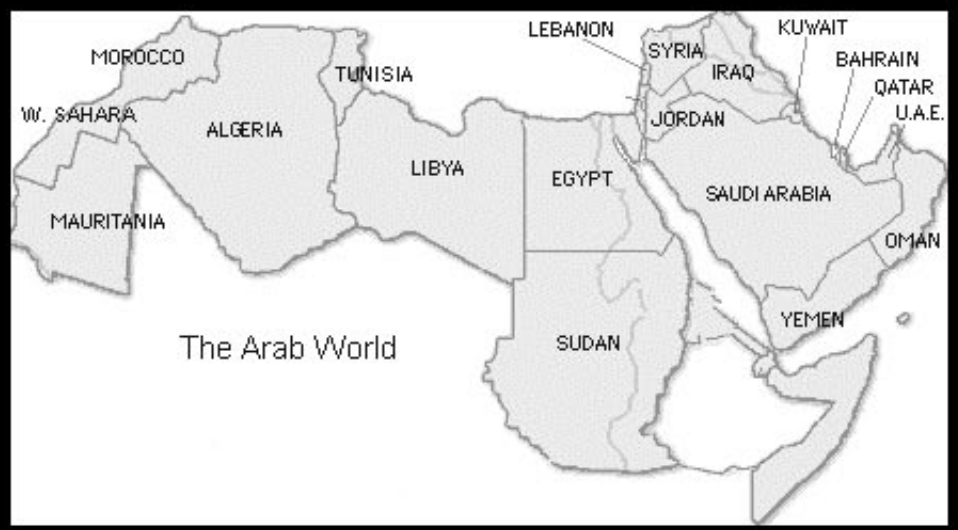 LEBANON
KUWAIT
SYRIA
MOROCCO
BAHRAIN
IRAQ
TUNISIA
QATAR
W. SAHARA
U.A.E.
JORDAN
ALGERIA
LIBYA
EGYPT
SAUDI ARABIA
MAURITANIA
OMAN
YEMEN
SUDAN
The Arab World